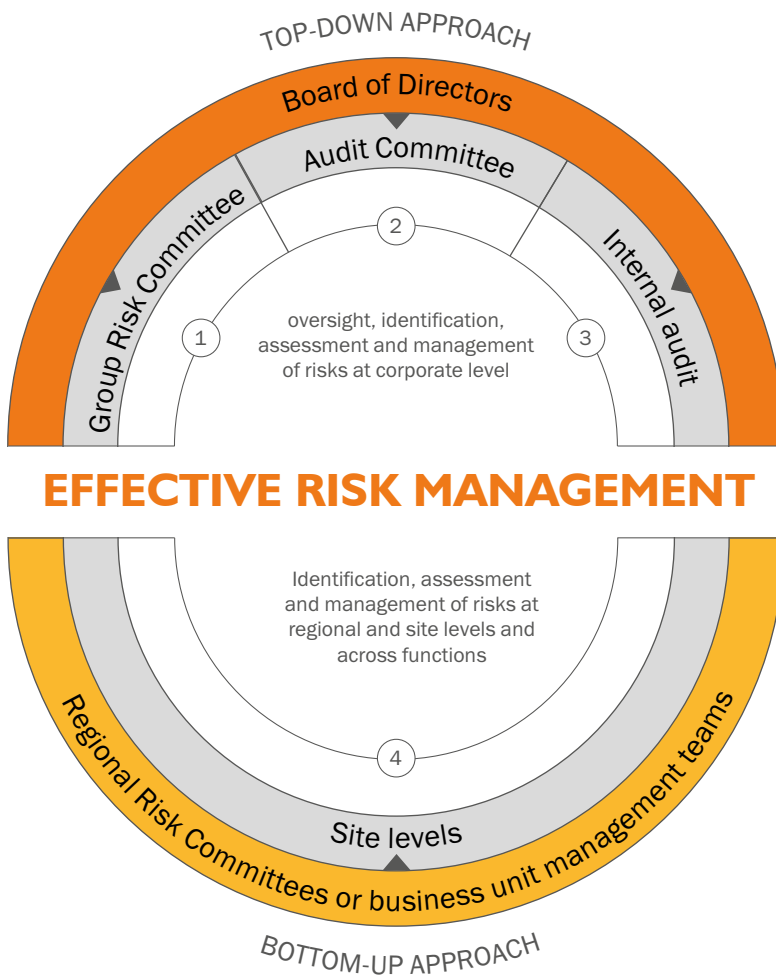 TOP-DOWN APPROACH
Board of Directors
Audit Committee
Group Risk Committee
Internal audit
2
1
3
oversight, identification,
assessment and management
of risks at corporate level
EFFECTIVE RISK MANAGEMENT
Identification, assessment
and management of risks at
regional and site levels and
across functions
4
Site levels
Regional Risk Committees or business unit management teams
BOTTOM-UP APPROACH